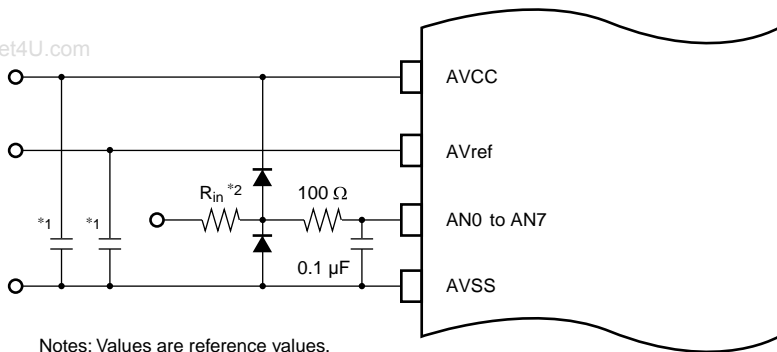 et4U.com
AVCC
AVref
Rin *2
100 Ω
*1
*1
AN0 to AN7
0.1 µF
AVSS
Notes: Values are reference values.